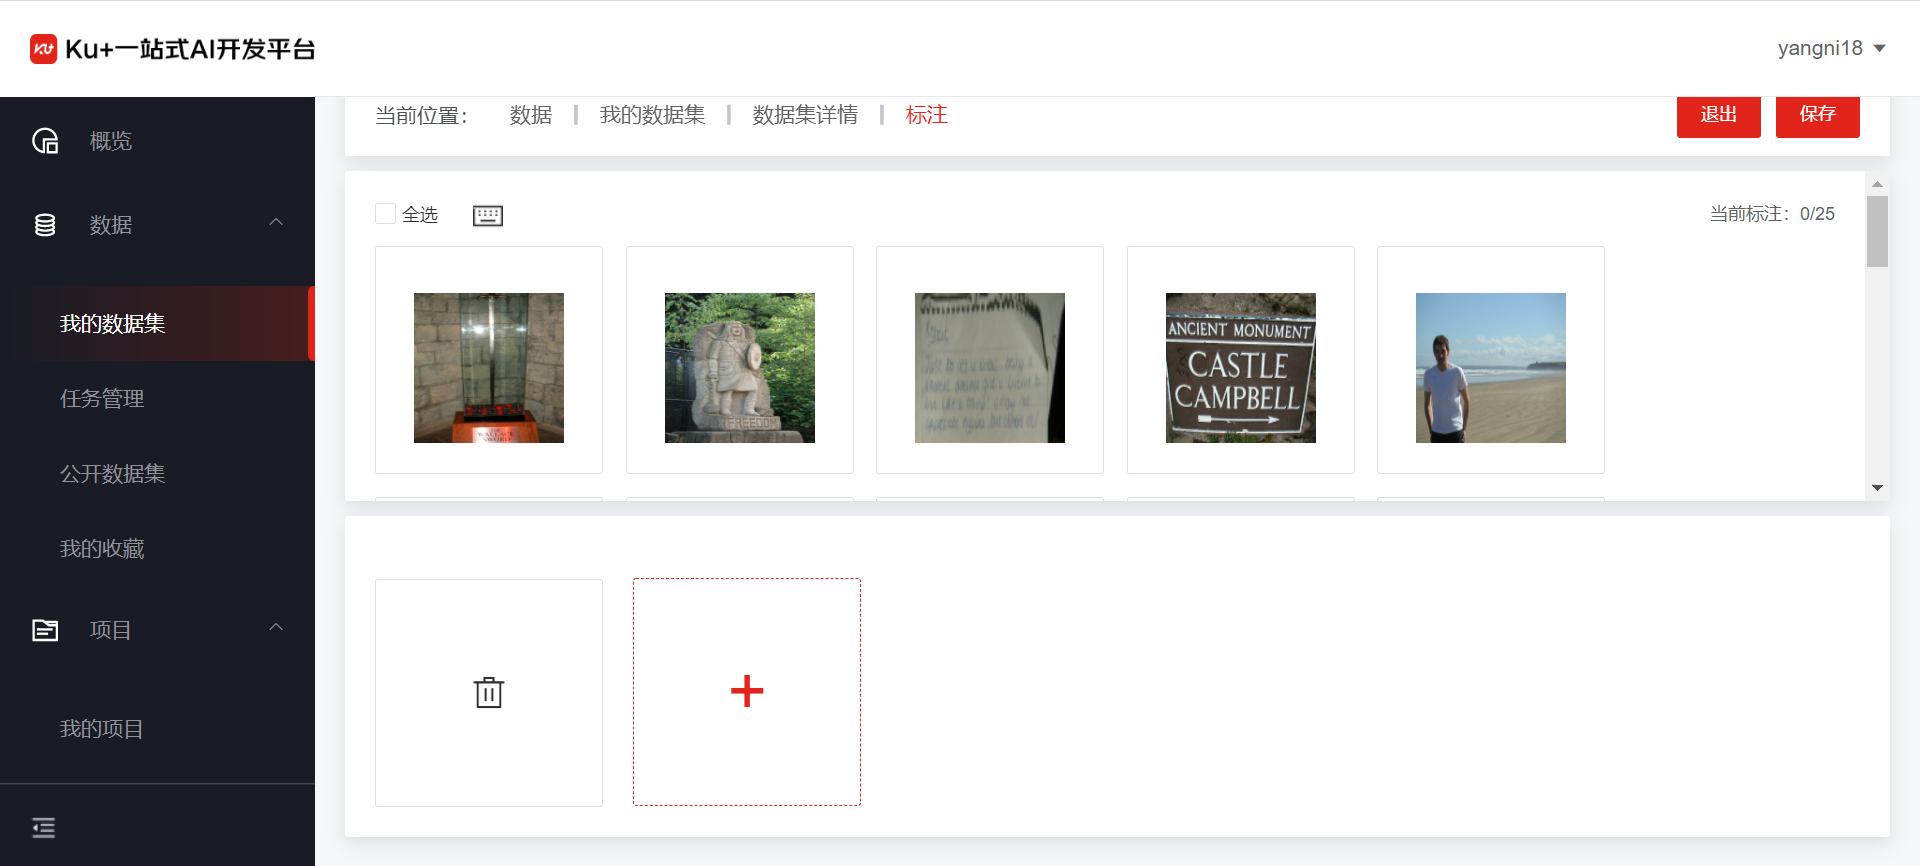 Ku+一站式AI开发平台
yangni18
概览
数据
我的数据集
任务管理
公开数据集
我的收藏
项目
我的项目
当前位置：
数据 | 我的数据集 | 数据集详情 | 标注
退出
保存
全选
当前标注：0/25
THE
WALLACE
SWORD
FREEDOM
ANCIENT MONUMENT
CASTLE
CAMPBELL